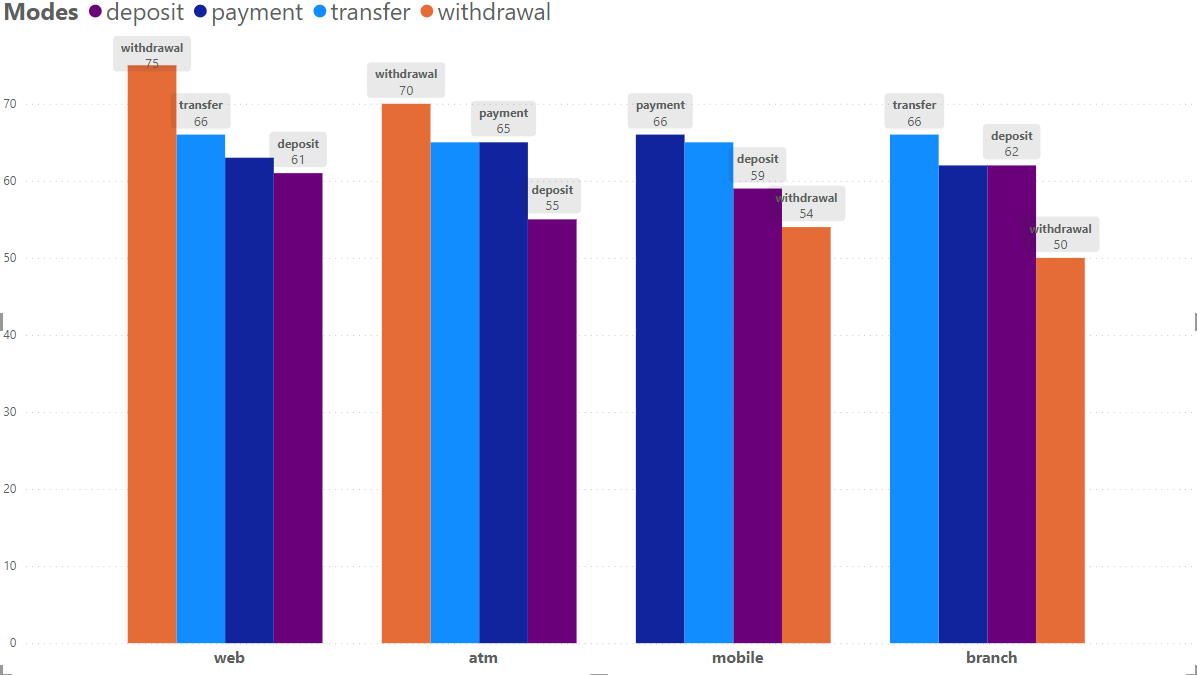 Modes deposit payment transfer withdrawal
withdrawal
75
withdrawal
70
transfer
66
payment
66
transfer
66
payment
65
deposit
61
deposit
62
deposit
59
deposit
55
withdrawal
54
withdrawal
50
70
60
50
40
30
20
10
0
web atm mobile branch